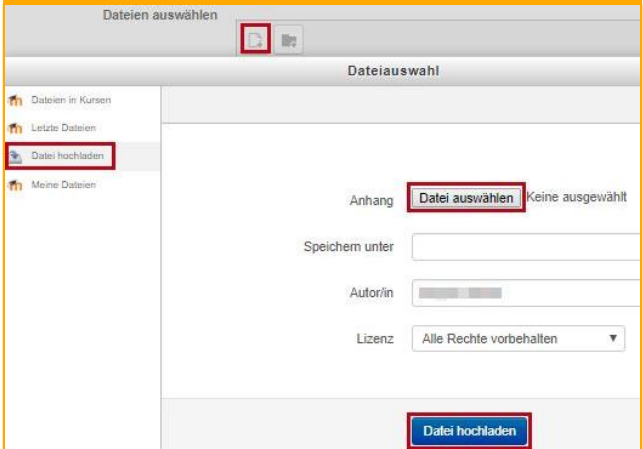 Dateien auswählen
Dateiauswahl
Dateien in Kursen
Letzte Dateien
Datei hochladen
Meine Dateien
Anhang Datei auswählen Keine ausgewählt
Speichern unter
Autor/in
Lizenz Alle Rechte vorbehalten
Datei hochladen